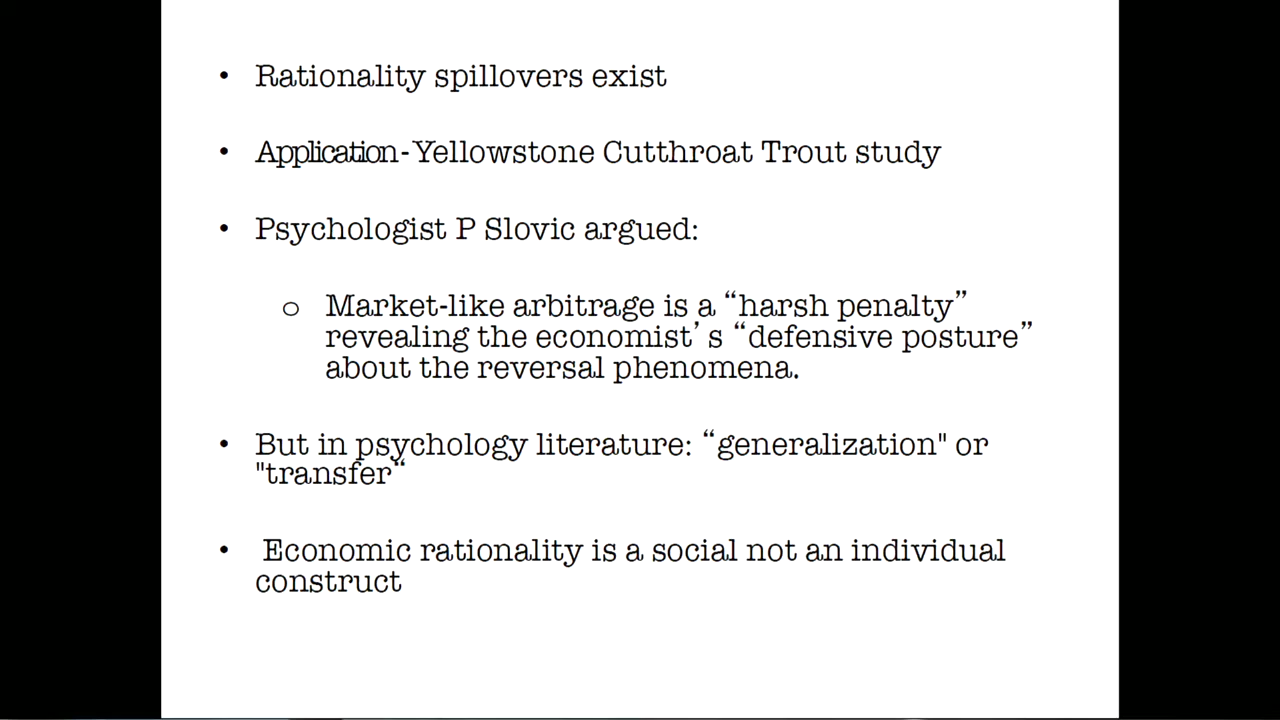 • Rationality spillovers exist
• Application-Yellowstone Cutthroat Trout study
• Psychologist P Slovic argued:
o Market-like arbitrage is a “harsh penalty”
revealing the economist’s “defensive posture”
about the reversal phenomena.
• But in psychology literature: “generalization" or
"transfer“
• Economic rationality is a social not an individual
construct